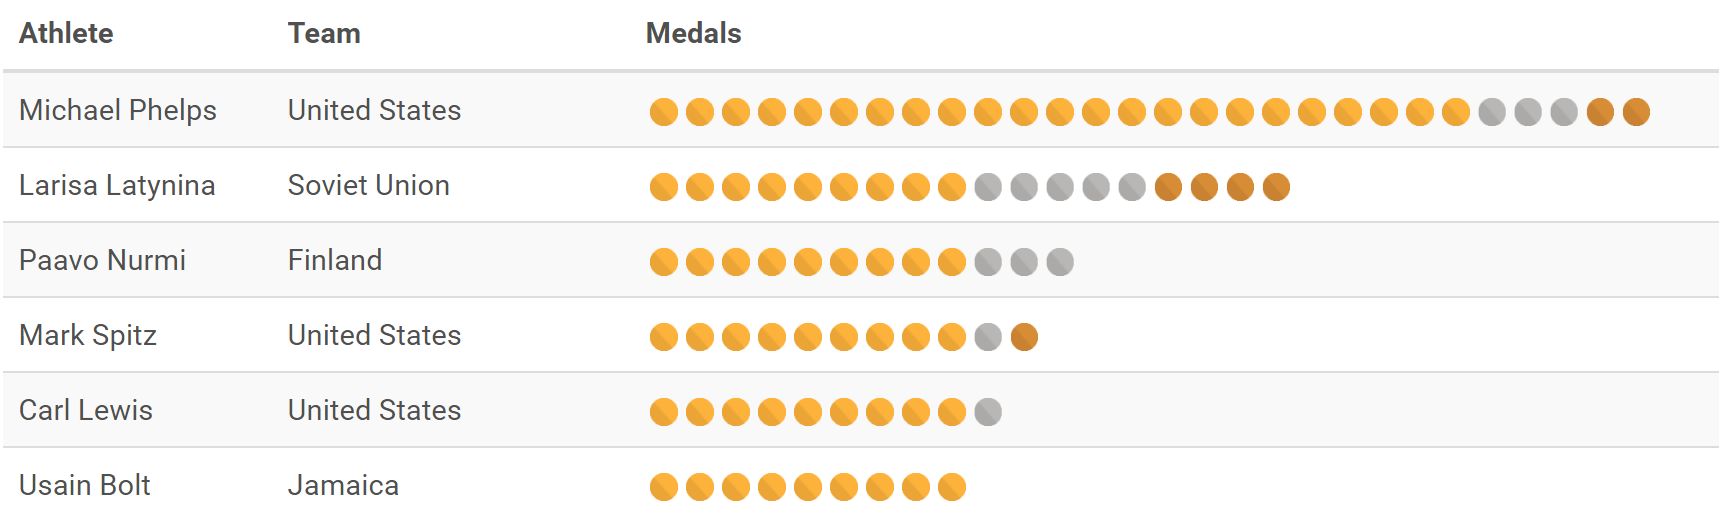 Athlete Team Medals
Michael Phelps United States
Larisa Latynina Soviet Union
Paavo Nurmi Finland
Mark Spitz United States
Carl Lewis United States
Usain Bolt Jamaica